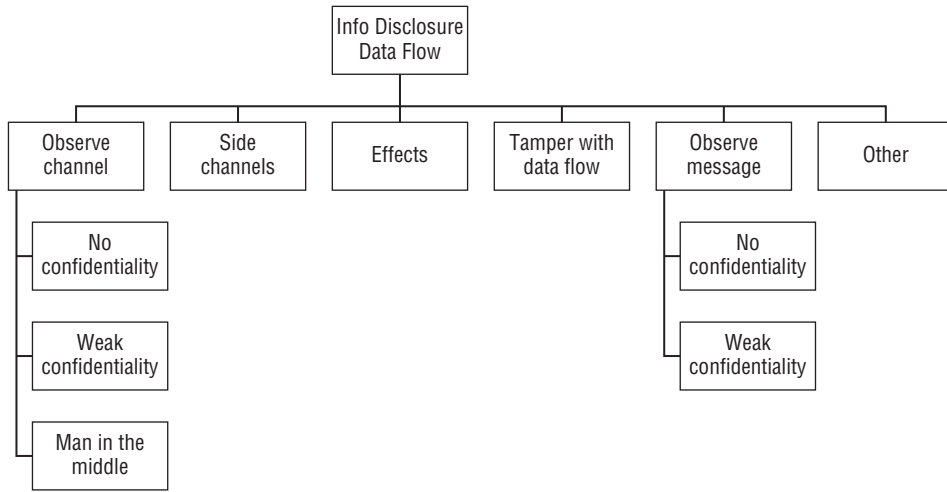 Info Disclosure
Data Flow
Observe
channel
Side
channels
Effects
Tamper with
data flow
Observe
message
Other
No
confidentiality
Weak
confidentiality
Man in the
middle
No
confidentiality
Weak
confidentiality